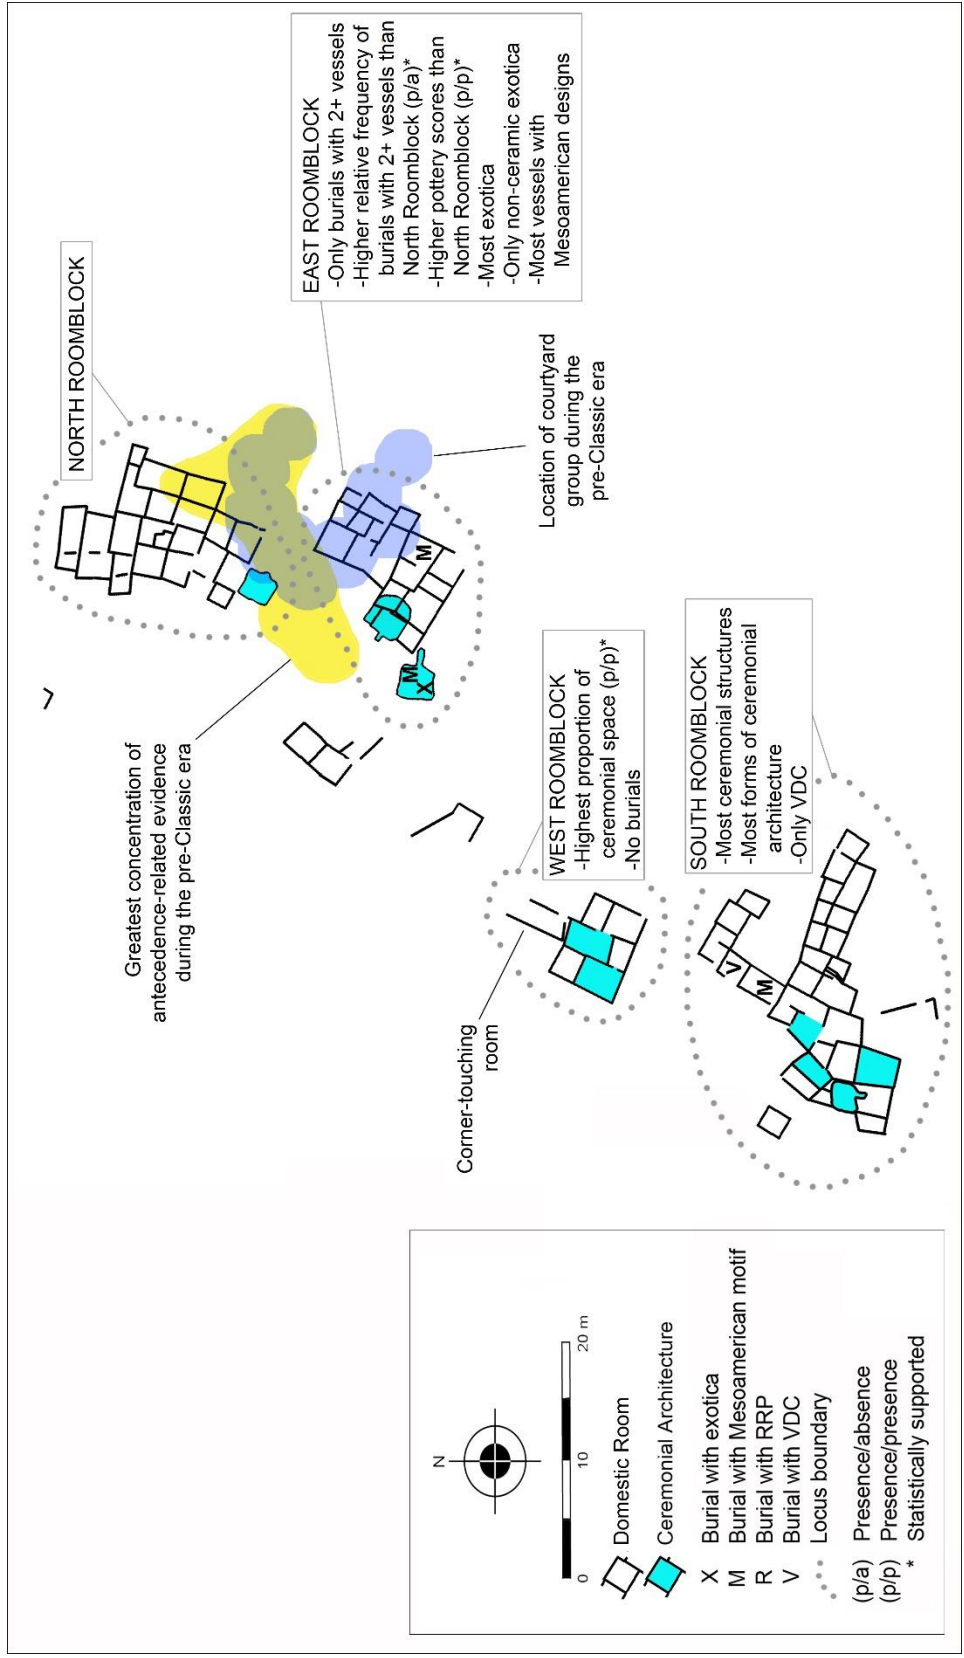 NORTH ROOMBLOCK
EAST ROOMBLOCK
-Only burials with 2+ vessels
-Higher relative frequency of
burials with 2+ vessels than
North Roomblock (p/a)*
-Higher pottery scores than
North Roomblock (p/p)*
-Most exotica
-Only non-ceramic exotica
-Most vessels with
Mesoamerican designs
Greatest concentration of
antecedence-related evidence
during the pre-Classic era
Location of courtyard
group during the
pre-Classic era
M
M
X
WEST ROOMBLOCK
-Highest proportion of
ceremonial space (p/p)*
-No burials
Corner-touching
room
SOUTH ROOMBLOCK
-Most ceremonial structures
-Most forms of ceremonial
architecture
-Only VDC
V
M
N
0 10 20 m
Domestic Room
Ceremonial Architecture
X Burial with exotica
M Burial with Mesoamerican motif
R Burial with RRP
V Burial with VDC
Locus boundary
(p/a) Presence/absence
(p/p) Presence/presence
* Statistically supported